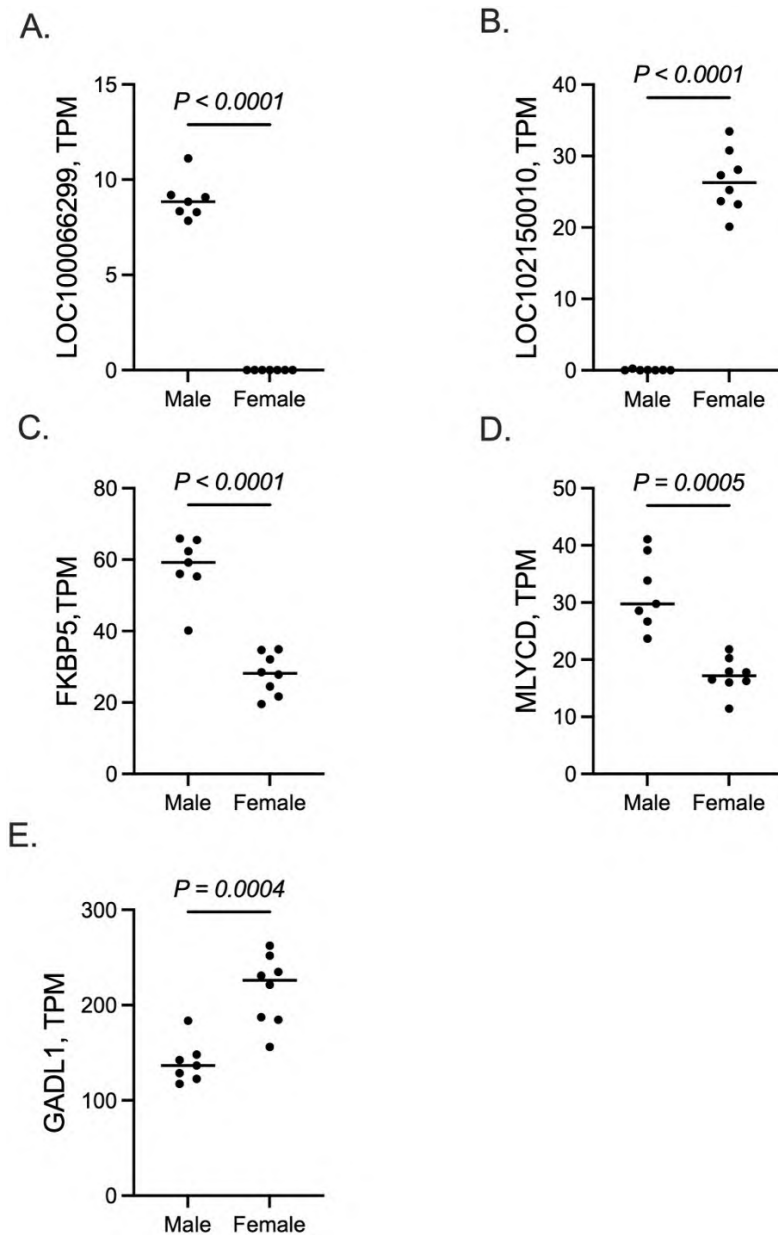 A.
P < 0.0001
LOC100066299, TPM
15
10
5
0
Male Female
B.
P < 0.0001
LOC102150010, TPM
40
30
20
10
0
Male Female
C.
P < 0.0001
FKBP5,TPM
80
60
40
20
0
Male Female
D.
P = 0.0005
MLYCD, TPM
50
40
30
20
10
0
Male Female
E.
P = 0.0004
GADL1, TPM
300
200
100
0
Male Female